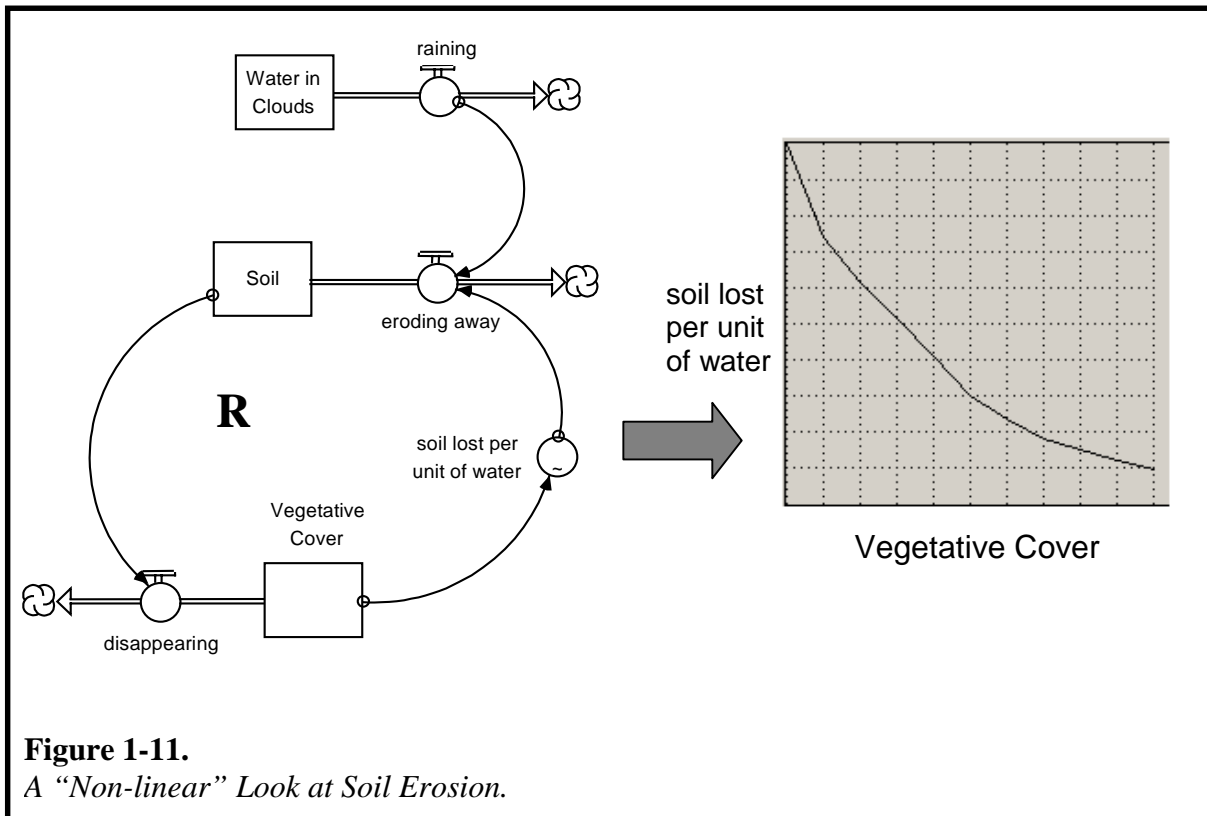 raining
Water in
Clouds
Soil
eroding away
R
soil lost per
unit of water
~
Vegetative
Cover
disappearing
soil lost
per unit
of water
Vegetative Cover
Figure 1-11.
A “Non-linear” Look at Soil Erosion.